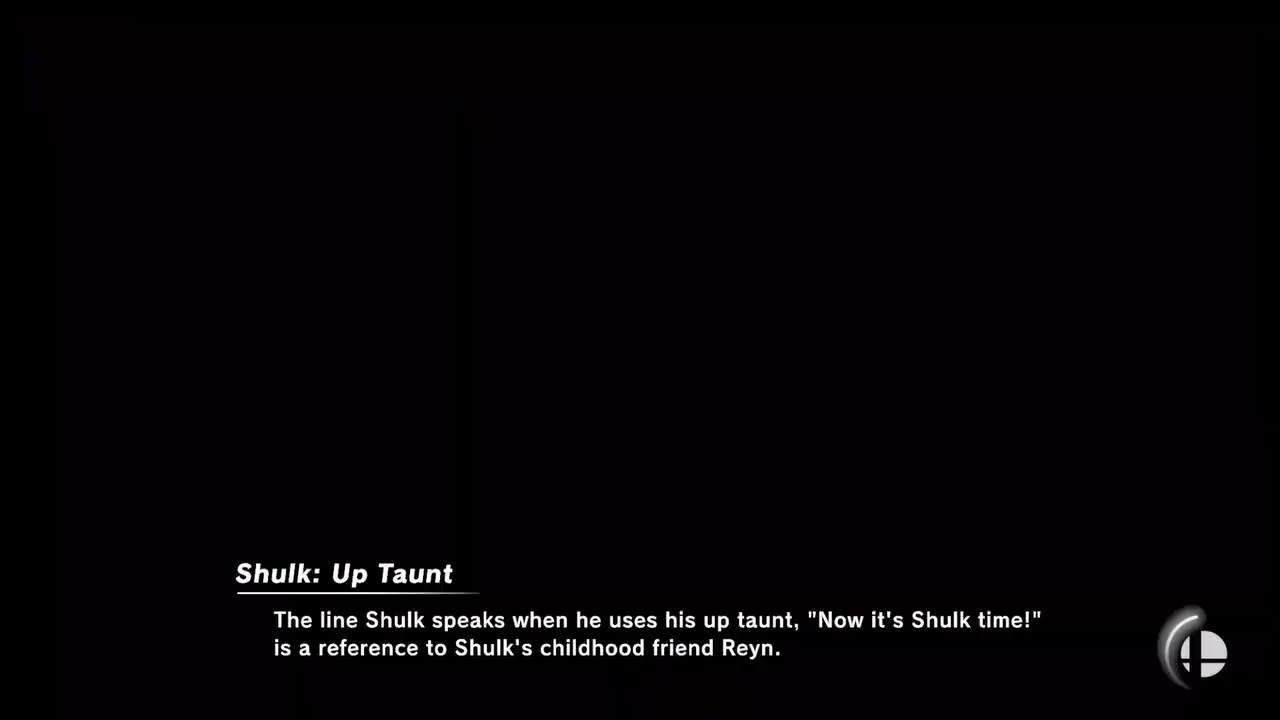 Shulk: Up Taunt
The line Shulk speaks when he uses his up taunt, "Now it's Shulk time!"
is a reference to Shulk's childhood friend Reyn.